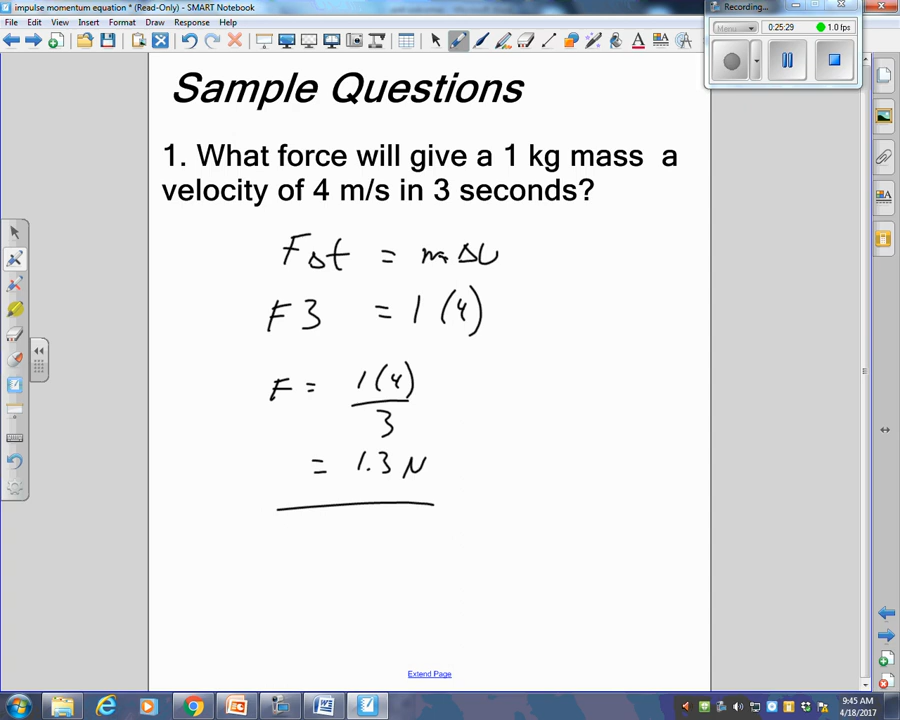 impulse momentum equation * (Read-Only) - SMART Notebook
Recording...
File Edit View Insert Format Draw Response Help
Menu
0:25:29
1.0 fps
Sample Questions
1. What force will give a 1 kg mass a
velocity of 4 m/s in 3 seconds?
FΔt = mΔU
F3 = 1(4)
F = 1(4)
3
= 1.3 N
Extend Page
9:45 AM
4/18/2017